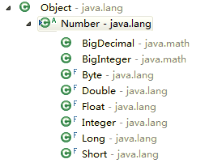 Object - java.lang
Number - java.lang
BigDecimal - java.math
BigInteger - java.math
Byte - java.lang
Double - java.lang
Float - java.lang
Integer - java.lang
Long - java.lang
Short - java.lang